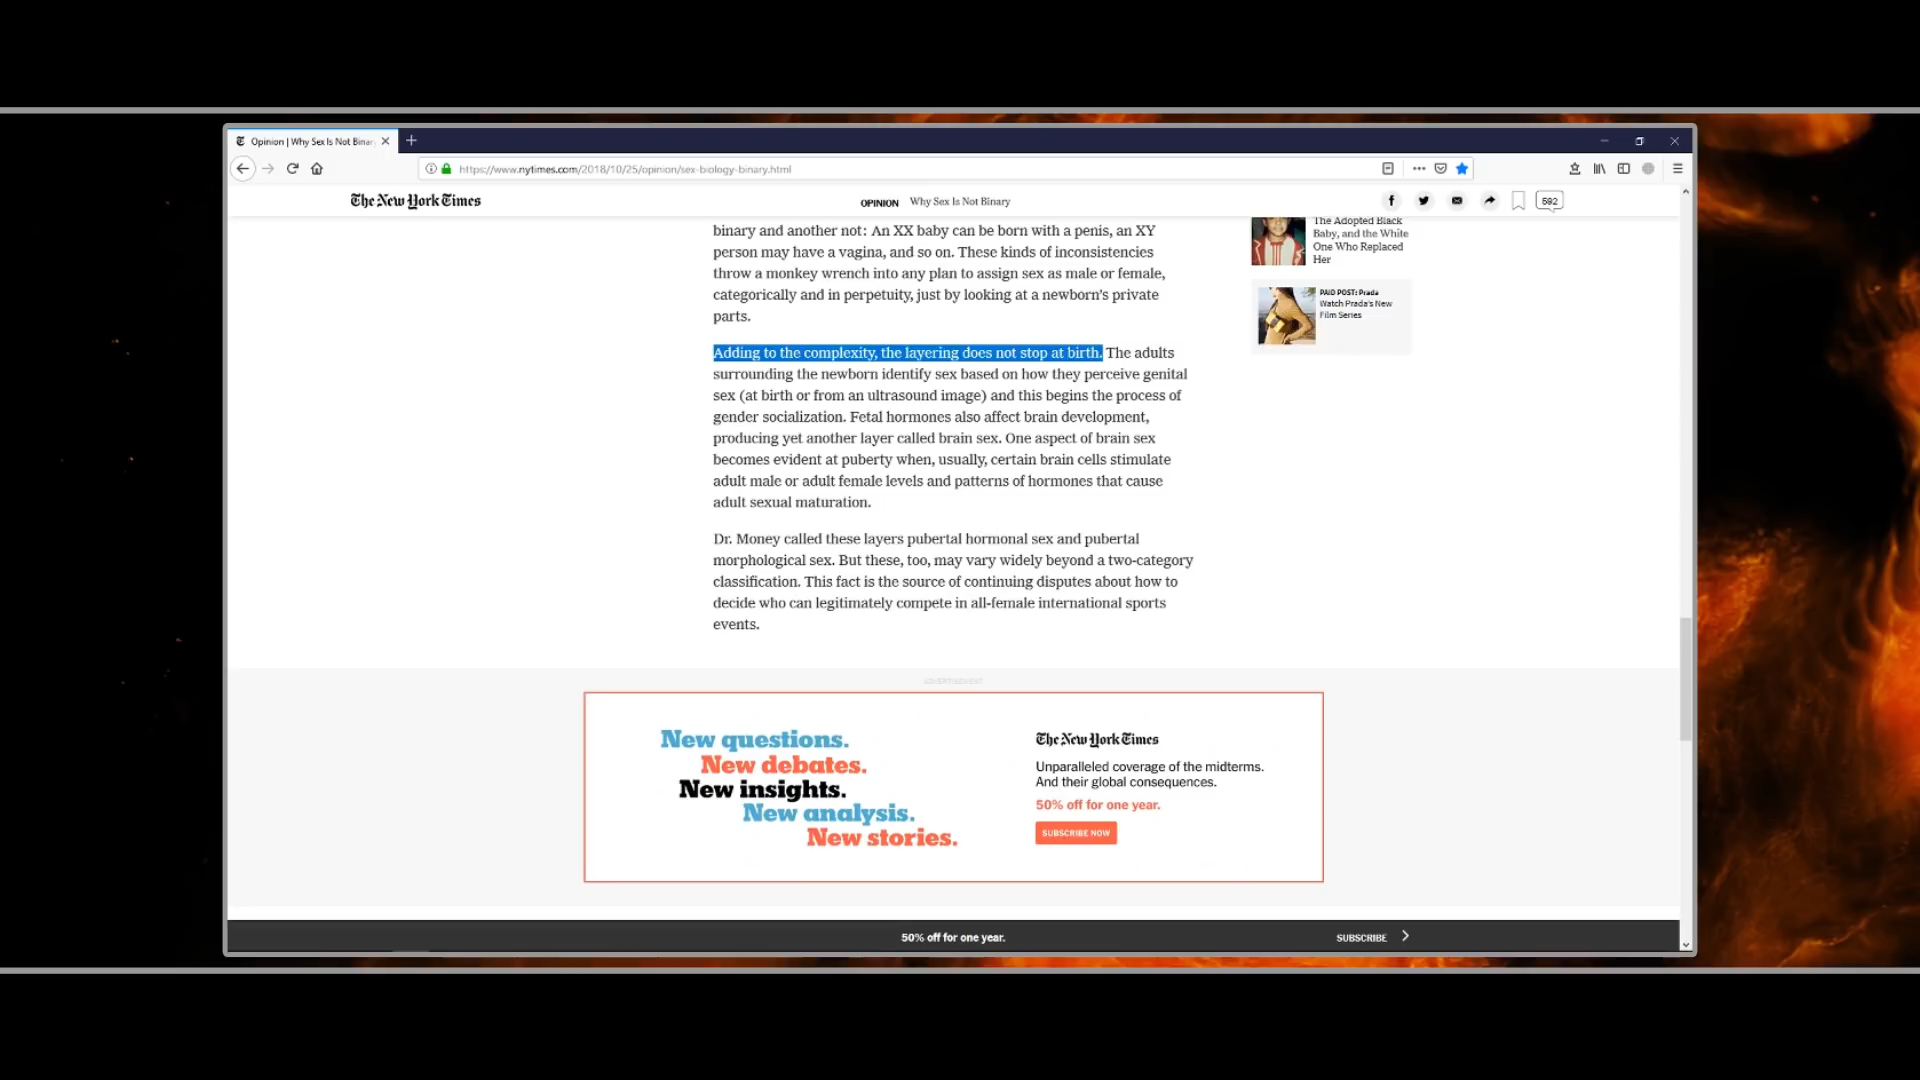 Opinion | Why Sex Is Not Binar
https://www.nytimes.com/2018/10/25/opinion/sex-biology-binary.html
The New York Times
OPINION Why Sex Is Not Binary
592
binary and another not: An XX baby can be born with a penis, an XY
person may have a vagina, and so on. These kinds of inconsistencies
throw a monkey wrench into any plan to assign sex as male or female,
categorically and in perpetuity, just by looking at a newborn's private
parts.
Adding to the complexity, the layering does not stop at birth. The adults
surrounding the newborn identify sex based on how they perceive genital
sex (at birth or from an ultrasound image) and this begins the process of
gender socialization. Fetal hormones also affect brain development,
producing yet another layer called brain sex. One aspect of brain sex
becomes evident at puberty when, usually, certain brain cells stimulate
adult male or adult female levels and patterns of hormones that cause
adult sexual maturation.
Dr. Money called these layers pubertal hormonal sex and pubertal
morphological sex. But these, too, may vary widely beyond a two-category
classification. This fact is the source of continuing disputes about how to
decide who can legitimately compete in all-female international sports
events.
The Adopted Black
Baby, and the White
One Who Replaced
Her
PAID POST: Prada
Watch Prada's New
Film Series
ADVERTISEMENT
New questions.
New debates.
New insights.
New analysis.
New stories.
The New York Times
Unparalleled coverage of the midterms.
And their global consequences.
50% off for one year.
SUBSCRIBE NOW
50% off for one year.
SUBSCRIBE